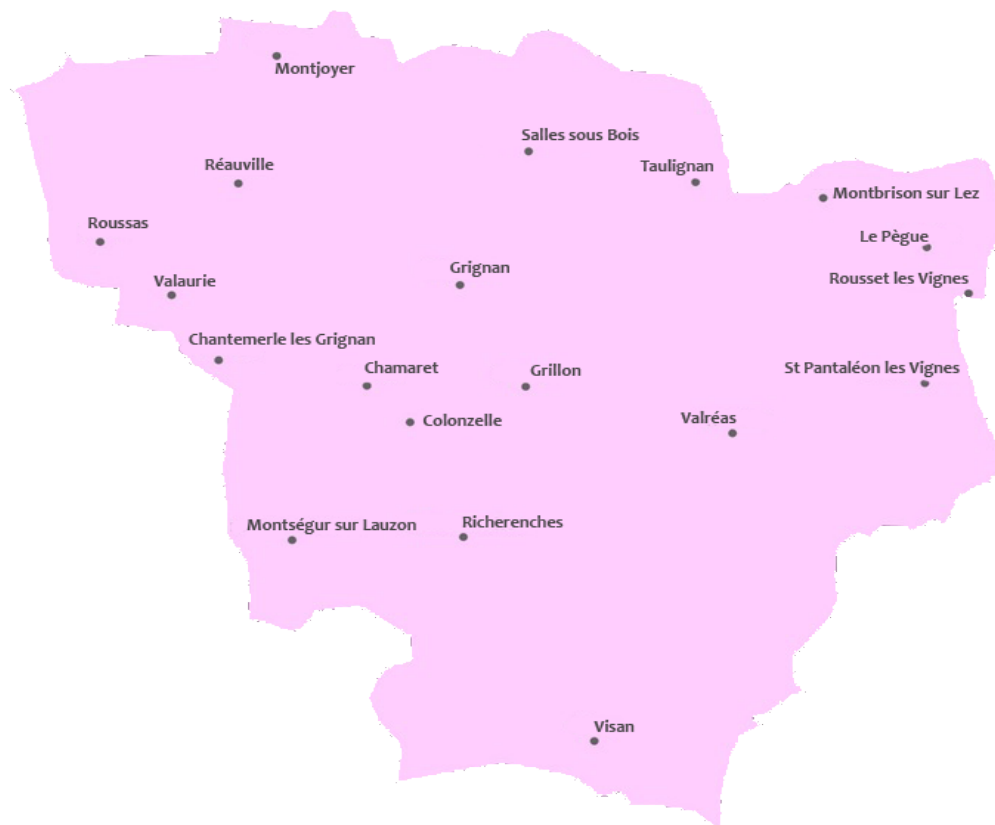 Montjoyer
Salles sous Bois
Réauville
Taulignan
Montbrison sur Lez
Roussas
Le Pègue
Grignan
Valaurie
Rousset les Vignes
Chantemerle les Grignan
Chamaret
Grillon
St Pantaléon les Vignes
Colonzelle
Valréas
Montségur sur Lauzon
Richerenches
Visan